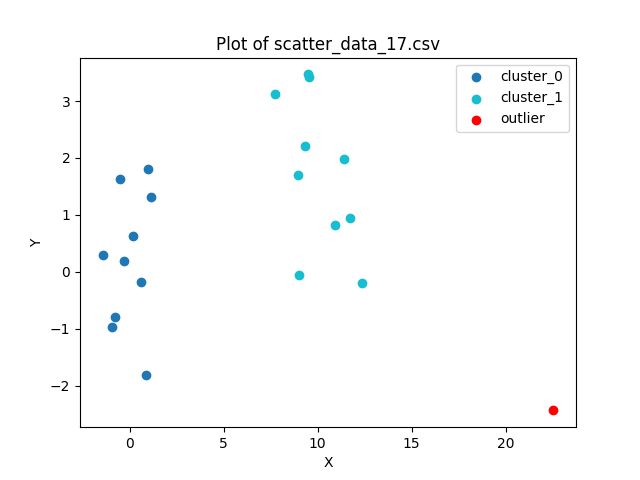 Plot of scatter_data_17.csv
cluster_0
cluster_1
outlier
3
2
1
0
−1
−2
Y
0
5
10
15
20
X